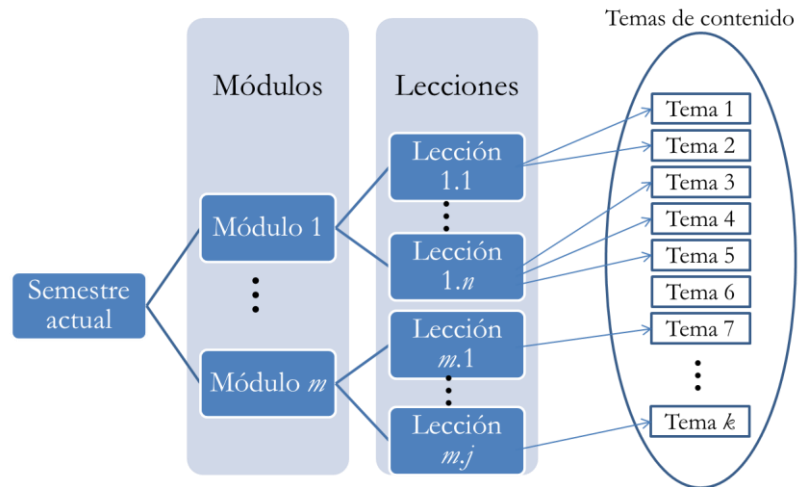 Temas de contenido
Módulos
Lecciones
Semestre
actual
Módulo 1
Módulo m
Lección
1.1
Lección
1.n
Lección
m.1
Lección
m.j
Tema 1
Tema 2
Tema 3
Tema 4
Tema 5
Tema 6
Tema 7
Tema k